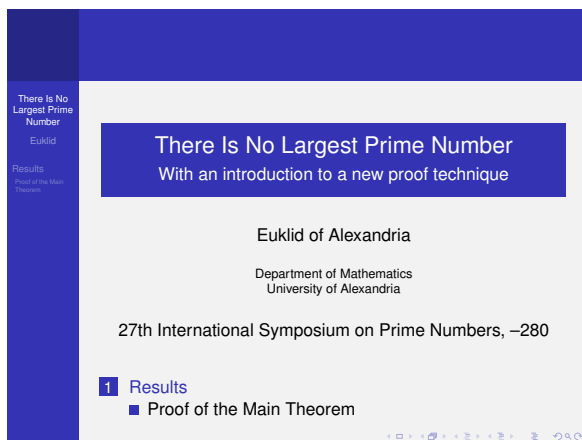 There Is No
Largest Prime
Number
Euklid
Results
Proof of the Main
Theorem
There Is No Largest Prime Number
With an introduction to a new proof technique
Euklid of Alexandria
Department of Mathematics
University of Alexandria
27th International Symposium on Prime Numbers, –280
1 Results
Proof of the Main Theorem